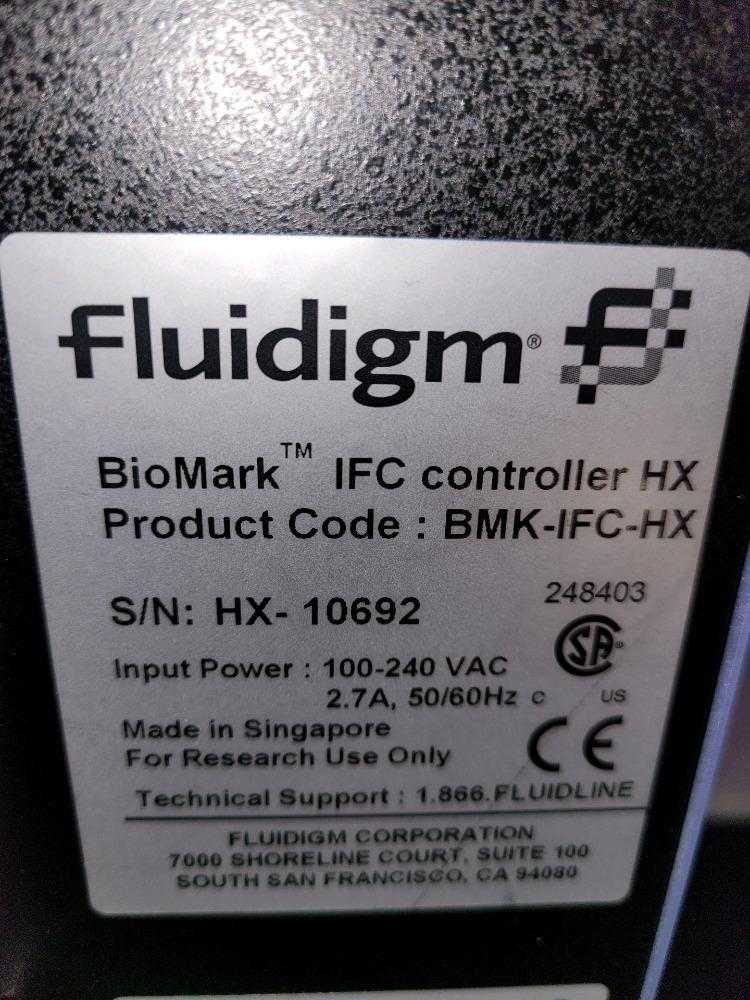 fluidigm®
BioMark™ IFC controller HX
Product Code : BMK-IFC-HX
248403
S/N: HX- 10692
SA®
Input Power : 100-240 VAC
2.7A, 50/60Hz
C US
Made in Singapore
CE
For Research Use Only
Technical Support : 1.866.FLUIDLINE
FLUIDIGM CORPORATION
7000 SHORELINE COURT, SUITE 100
SOUTH SAN FRANCISCO, CA 94080